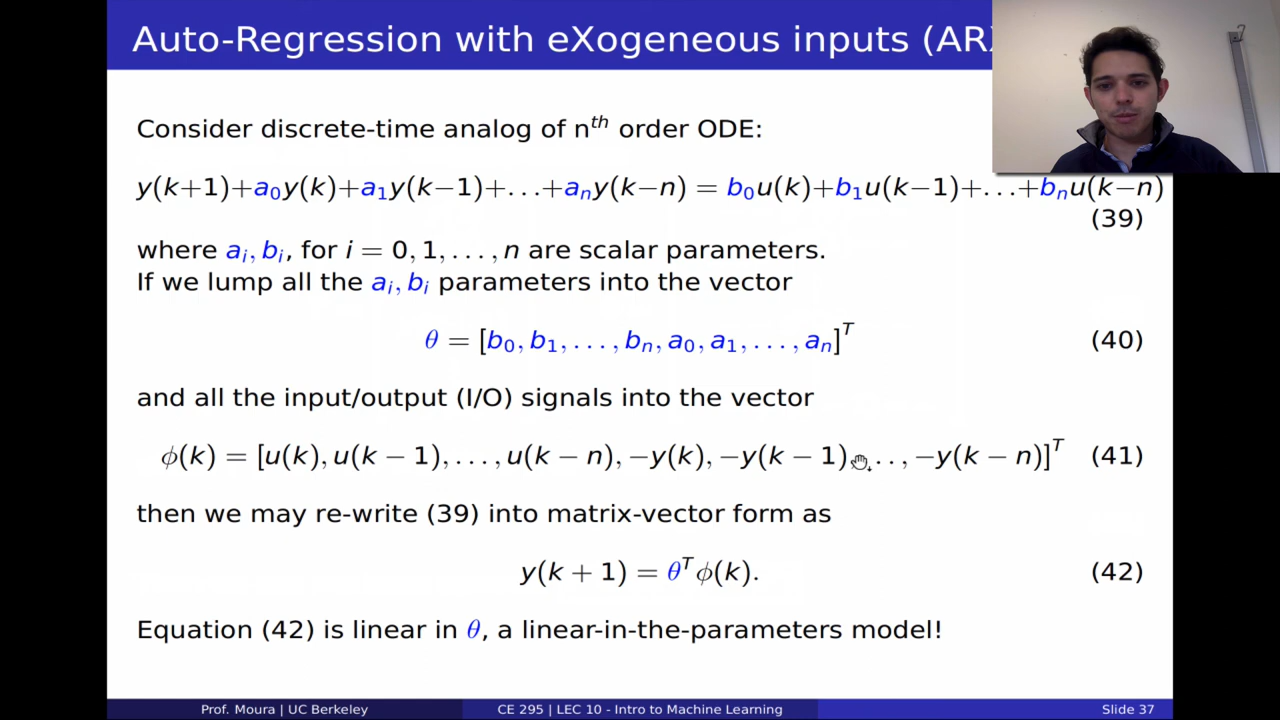 Auto-Regression with eXogeneous inputs
Consider discrete-time analog of nᵗʰ order ODE:
y(k+1)+a₀y(k)+a₁y(k−1)+...+aₙy(k−n) = b₀u(k)+b₁u(k−1)+...+bₙu(k−n)
(39)
where aᵢ, bᵢ, for i = 0, 1, ..., n are scalar parameters.
If we lump all the aᵢ, bᵢ parameters into the vector
θ = [b₀, b₁, ..., bₙ, a₀, a₁, ..., aₙ]ᵀ (40)
and all the input/output (I/O) signals into the vector
ϕ(k) = [u(k), u(k − 1), ..., u(k − n), −y(k), −y(k − 1), ..., −y(k − n)]ᵀ (41)
then we may re-write (39) into matrix-vector form as
y(k + 1) = θᵀϕ(k). (42)
Equation (42) is linear in θ, a linear-in-the-parameters model!
Prof. Moura | UC Berkeley CE 295 | LEC 10 - Intro to Machine Learning Slide 37